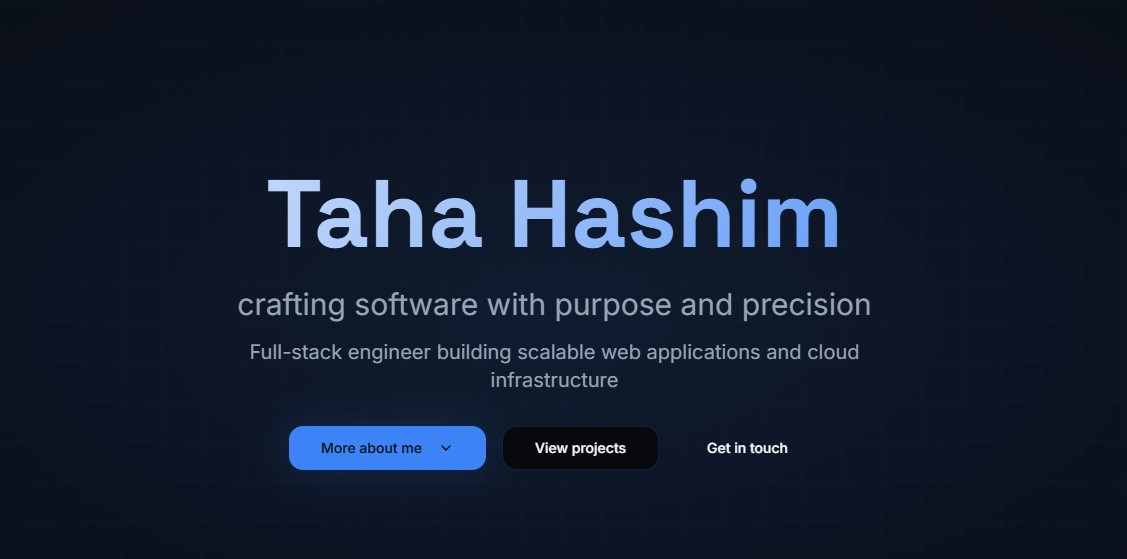 Taha Hashim
crafting software with purpose and precision
Full-stack engineer building scalable web applications and cloud
infrastructure
More about me
View projects
Get in touch